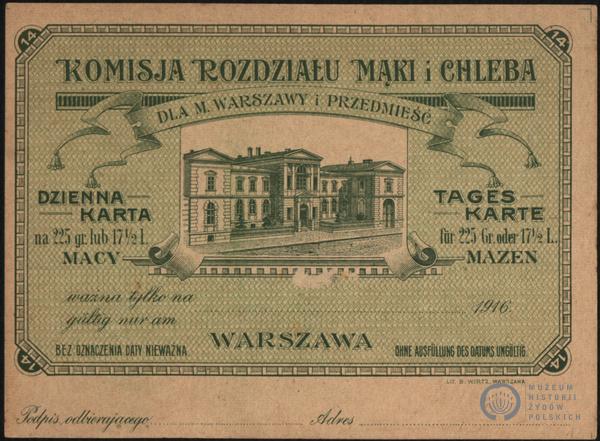 14 14
KOMISJA ROZDZIAŁU MĄKI i CHLEBA
DLA M. WARSZAWY i PRZEDMIEŚĆ
DZIENNA KARTA
na 225 gr. lub 17½ ł.
MACY
TAGES KARTE
für 225 Gr. oder 17½ L.
MAZEN
ważna tylko na
gültig nur am 1916
WARSZAWA
BEZ OZNACZENIA DATY NIEWAŻNA
OHNE AUSFÜLLUNG DES DATUMS UNGÜLTIG.
14 14
LIT. B. WIRTZ, WARSZAWA
Podpis odbierającego Adres
MUZEUM
HISTORII
ŻYDÓW
POLSKICH